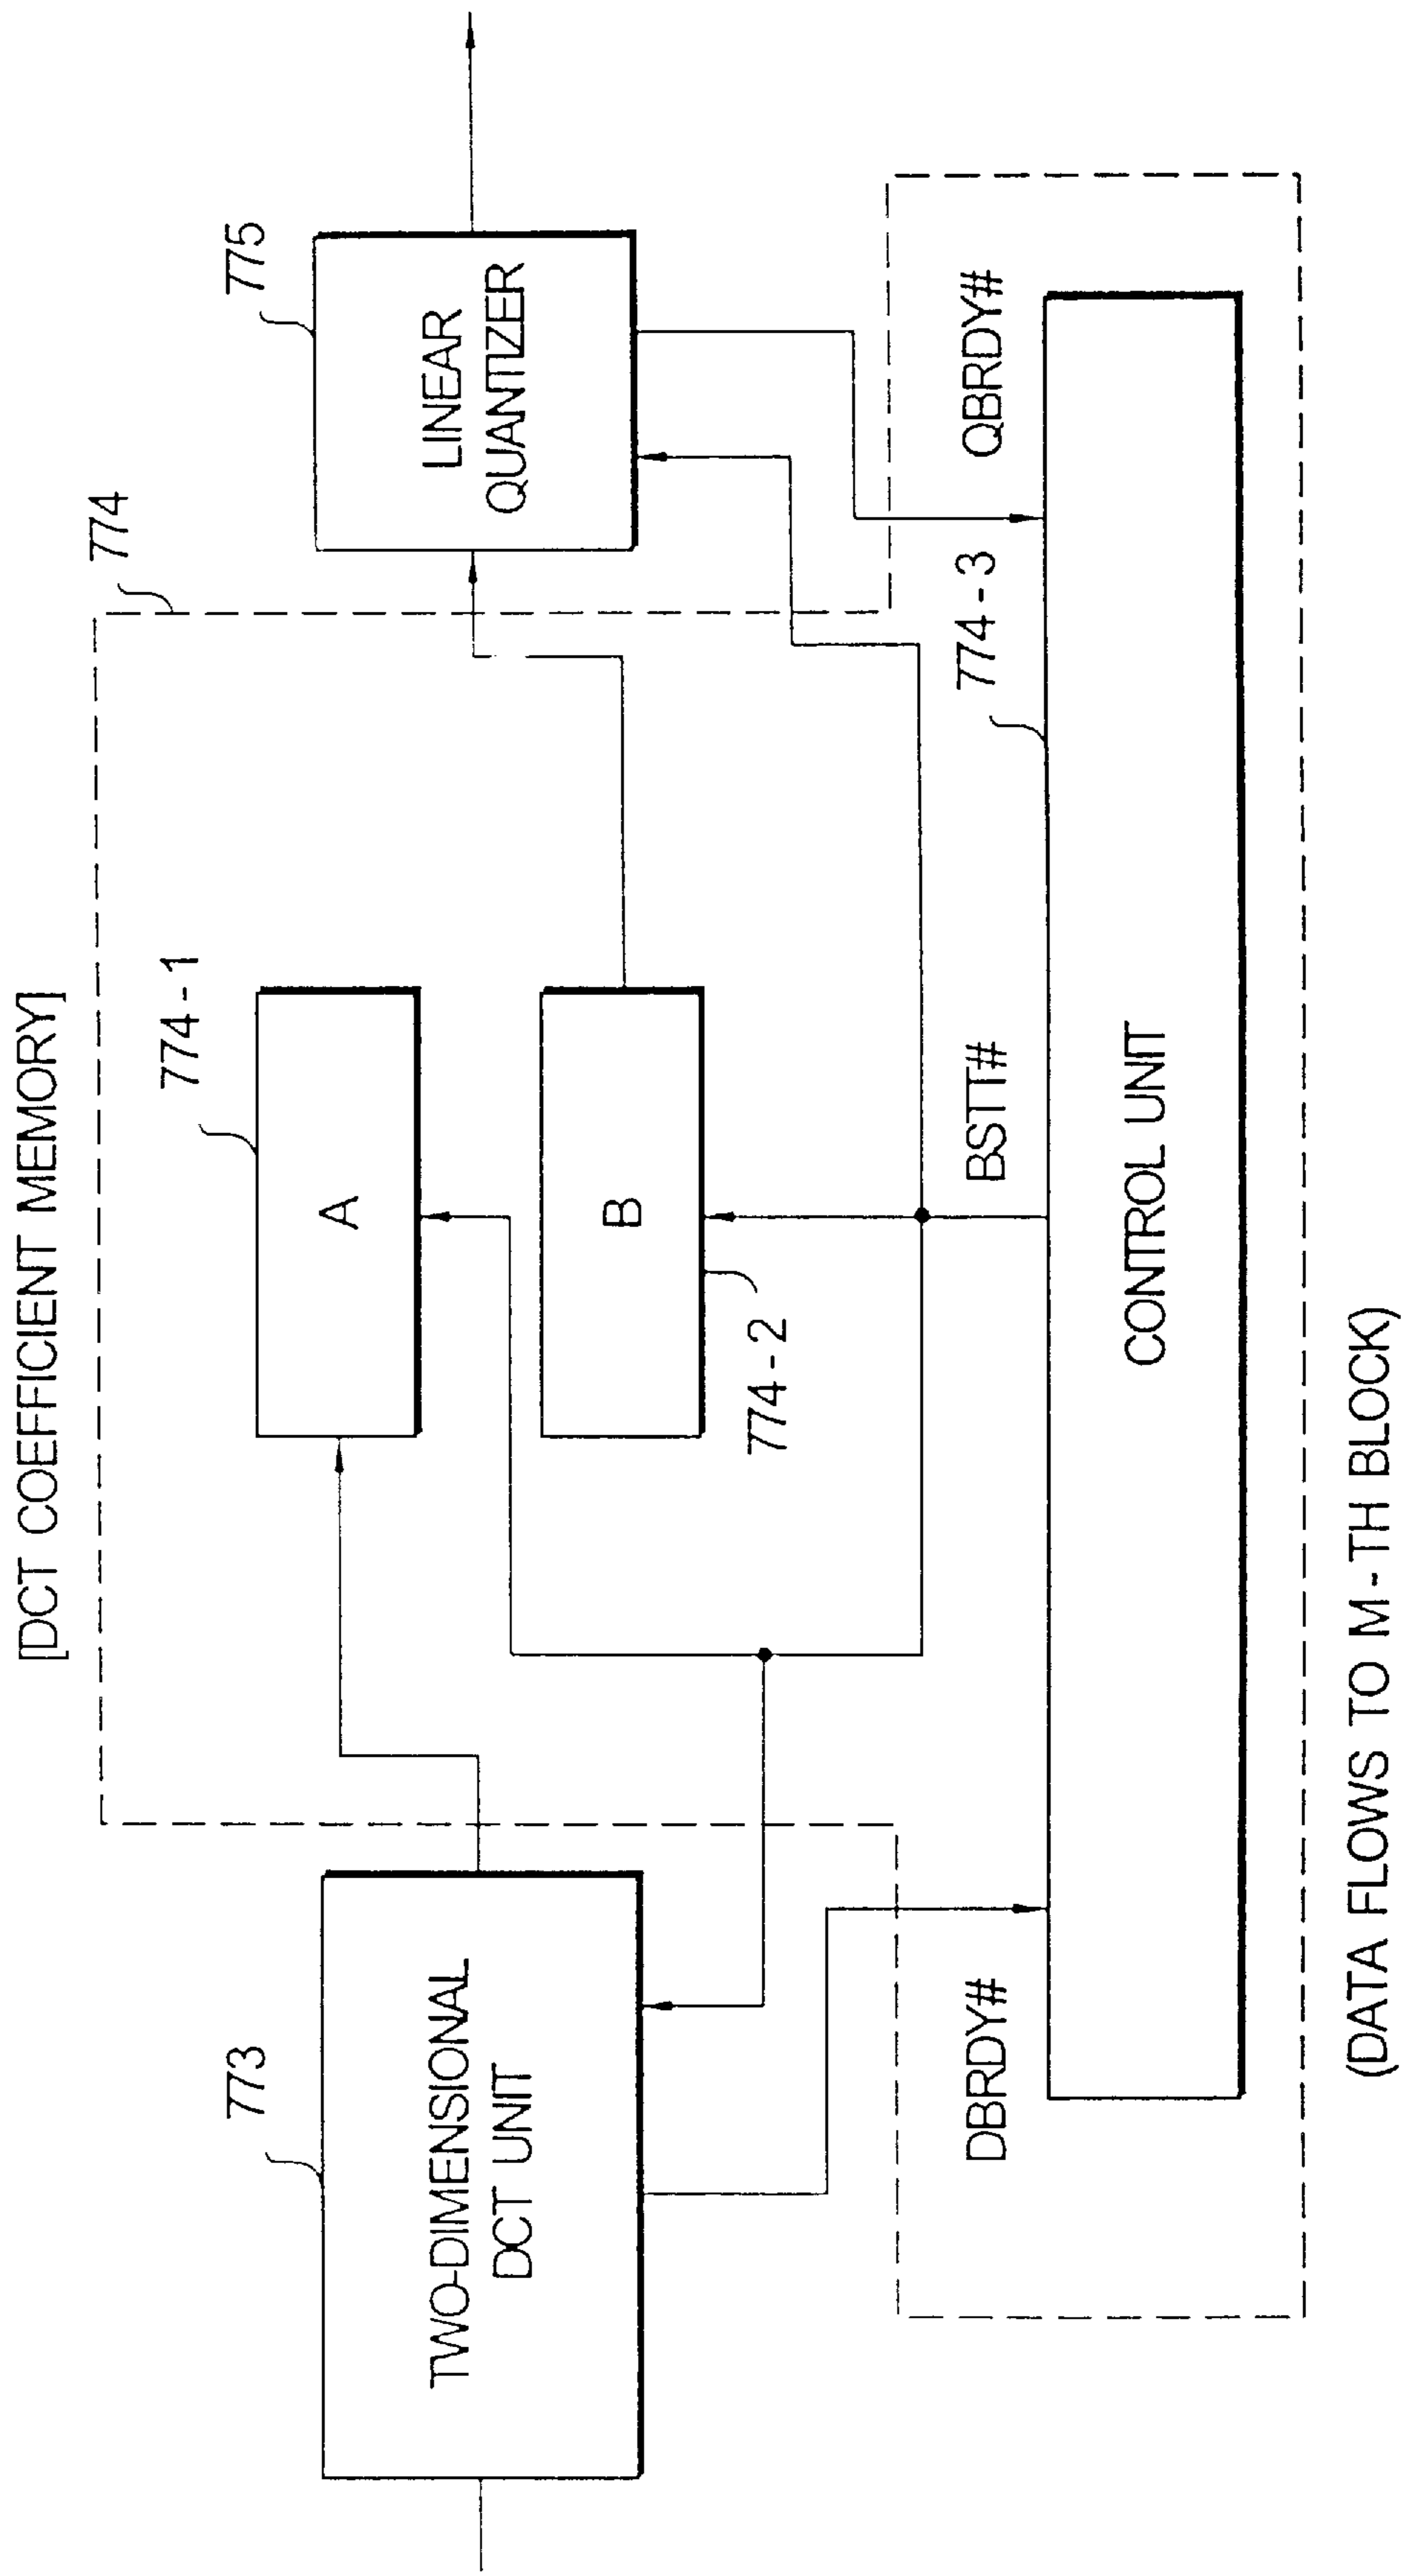 [DCT COEFFICIENT MEMORY]
774
773
TWO-DIMENSIONAL
DCT UNIT
774-1
A
B
774-2
775
LINEAR
QUANTIZER
DBRDY#
BSTT#
774-3
QBRDY#
CONTROL UNIT
(DATA FLOWS TO M-TH BLOCK)